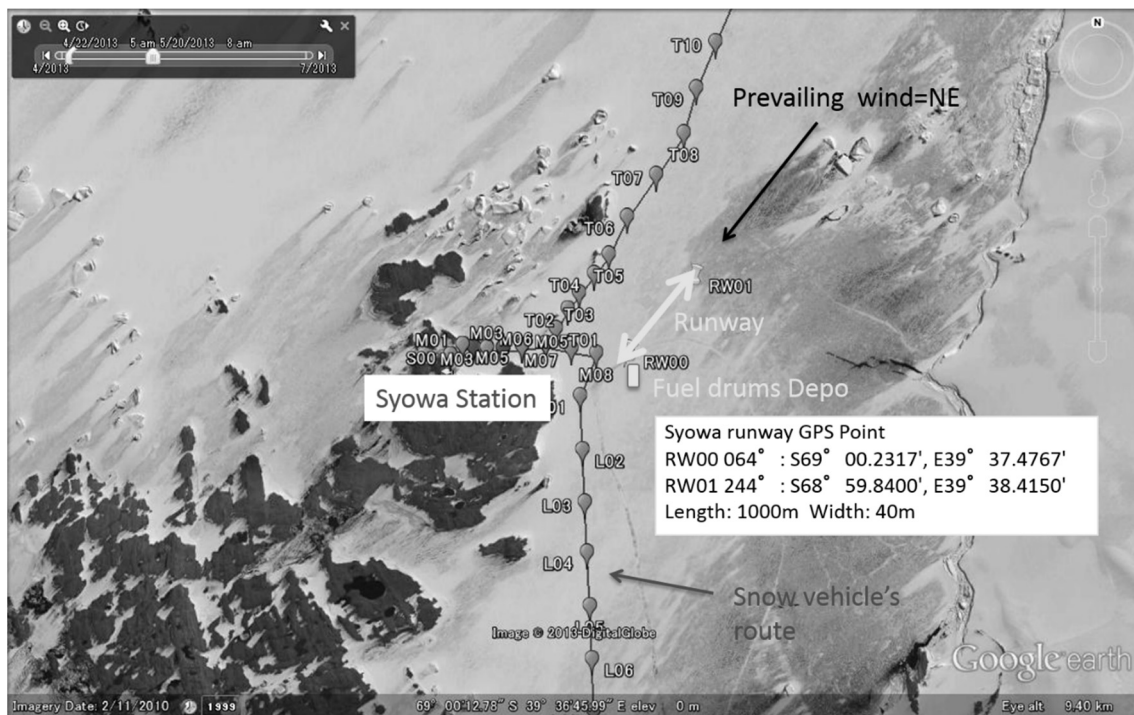 4/22/2013 5 am 5/20/2013 8 am
4/2013 7/2013
N
T10
Prevailing wind=NE
T09
T08
T07
T06
T05
RW01
T04
T03
Runway
T02
M01 M03 M06 M05 T01
S00 M03 M05 M07
M08 RW00
Syowa Station
Fuel drums Depo
01
Syowa runway GPS Point
RW00 064° : S69° 00.2317', E39° 37.4767'
RW01 244° : S68° 59.8400', E39° 38.4150'
Length: 1000m Width: 40m
L02
L03
L04
Snow vehicle's
route
L05
Image © 2013 DigitalGlobe
L06
Google earth
Imagery Date: 2/11/2010 1999 69° 00'12.78" S 39° 36'45.99" E elev 0 m Eye alt 9.40 km